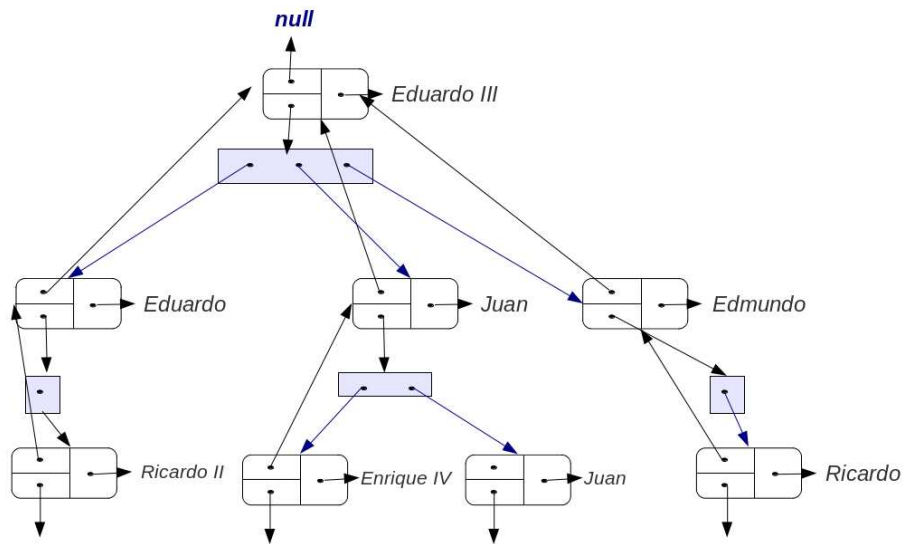 null
Eduardo III
Eduardo
Juan
Edmundo
Ricardo II
Enrique IV
Juan
Ricardo